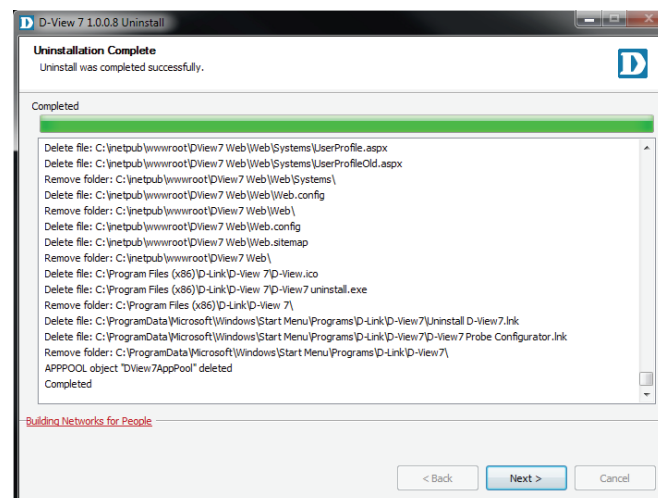 D-View 7 1.0.0.8 Uninstall
Uninstallation Complete
Uninstall was completed successfully.
D
Completed
Delete file: C:\inetpub\wwwroot\DView7 Web\Web\Systems\UserProfile.aspx
Delete file: C:\inetpub\wwwroot\DView7 Web\Web\Systems\UserProfileOld.aspx
Remove folder: C:\inetpub\wwwroot\DView7 Web\Web\Systems\
Delete file: C:\inetpub\wwwroot\DView7 Web\Web\Web.config
Remove folder: C:\inetpub\wwwroot\DView7 Web\Web\
Delete file: C:\inetpub\wwwroot\DView7 Web\Web.config
Delete file: C:\inetpub\wwwroot\DView7 Web\Web.sitemap
Remove folder: C:\inetpub\wwwroot\DView7 Web\
Delete file: C:\Program Files (x86)\D-Link\D-View 7\D-View.ico
Delete file: C:\Program Files (x86)\D-Link\D-View 7\D-View7 uninstall.exe
Remove folder: C:\Program Files (x86)\D-Link\D-View 7\
Delete file: C:\ProgramData\Microsoft\Windows\Start Menu\Programs\D-Link\D-View7\Uninstall D-View7.lnk
Delete file: C:\ProgramData\Microsoft\Windows\Start Menu\Programs\D-Link\D-View7\D-View7 Probe Configurator.lnk
Remove folder: C:\ProgramData\Microsoft\Windows\Start Menu\Programs\D-Link\D-View7\
APPPOOL object "DView7AppPool" deleted
Completed
Building Networks for People
< Back
Next >
Cancel